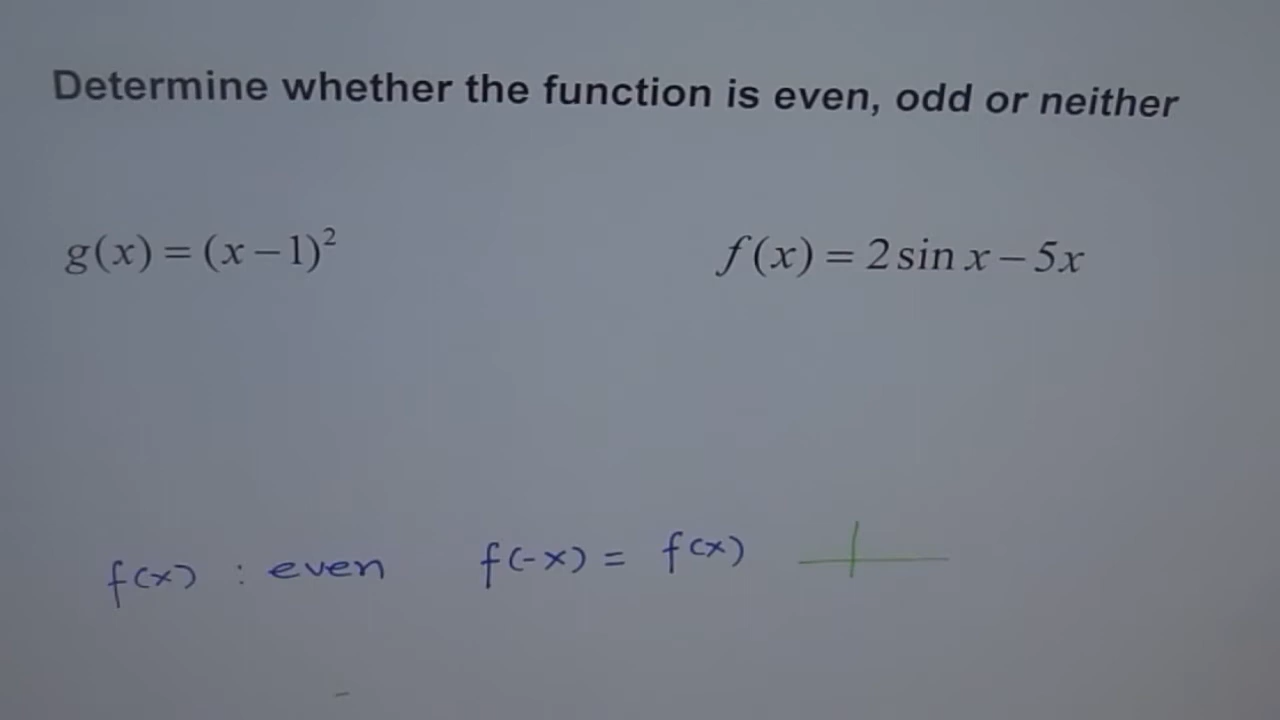 Determine whether the function is even, odd or neither
g(x) = (x − 1)² f(x) = 2 sin x − 5x
f(x) : even f(-x) = f(x)